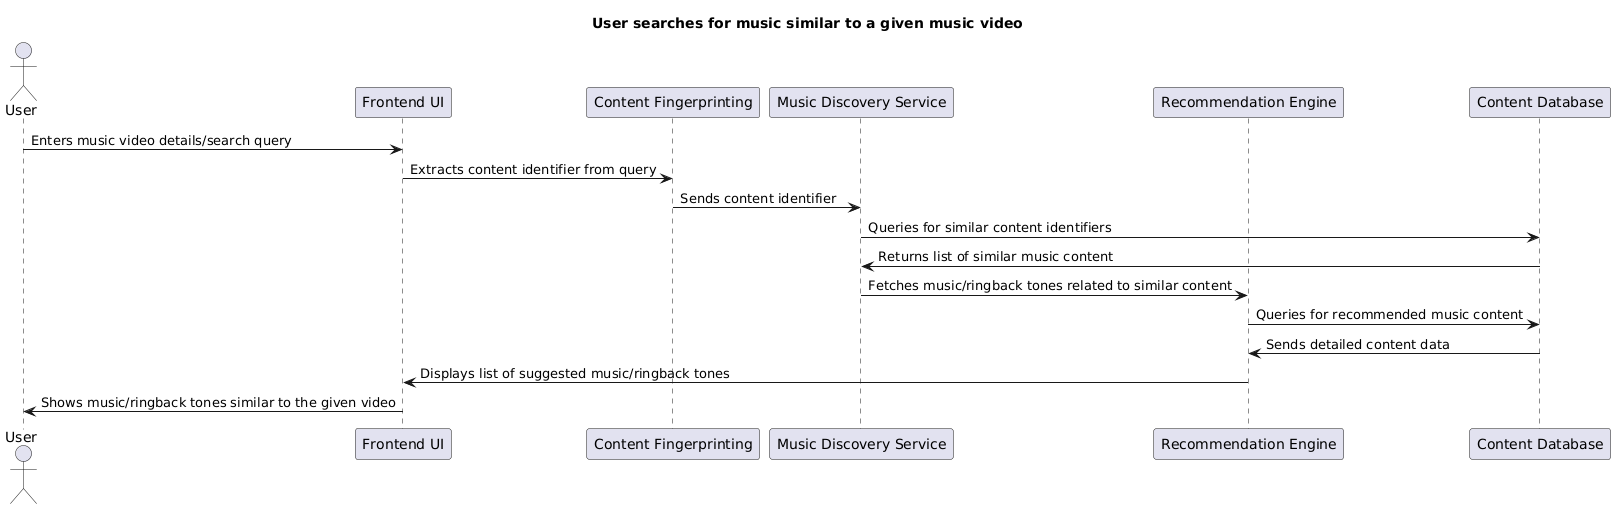 User searches for music similar to a given music video
User
Frontend UI
Content Fingerprinting
Music Discovery Service
Recommendation Engine
Content Database
Enters music video details/search query
Extracts content identifier from query
Sends content identifier
Queries for similar content identifiers
Returns list of similar music content
Fetches music/ringback tones related to similar content
Queries for recommended music content
Sends detailed content data
Displays list of suggested music/ringback tones
Shows music/ringback tones similar to the given video
User
Frontend UI
Content Fingerprinting
Music Discovery Service
Recommendation Engine
Content Database